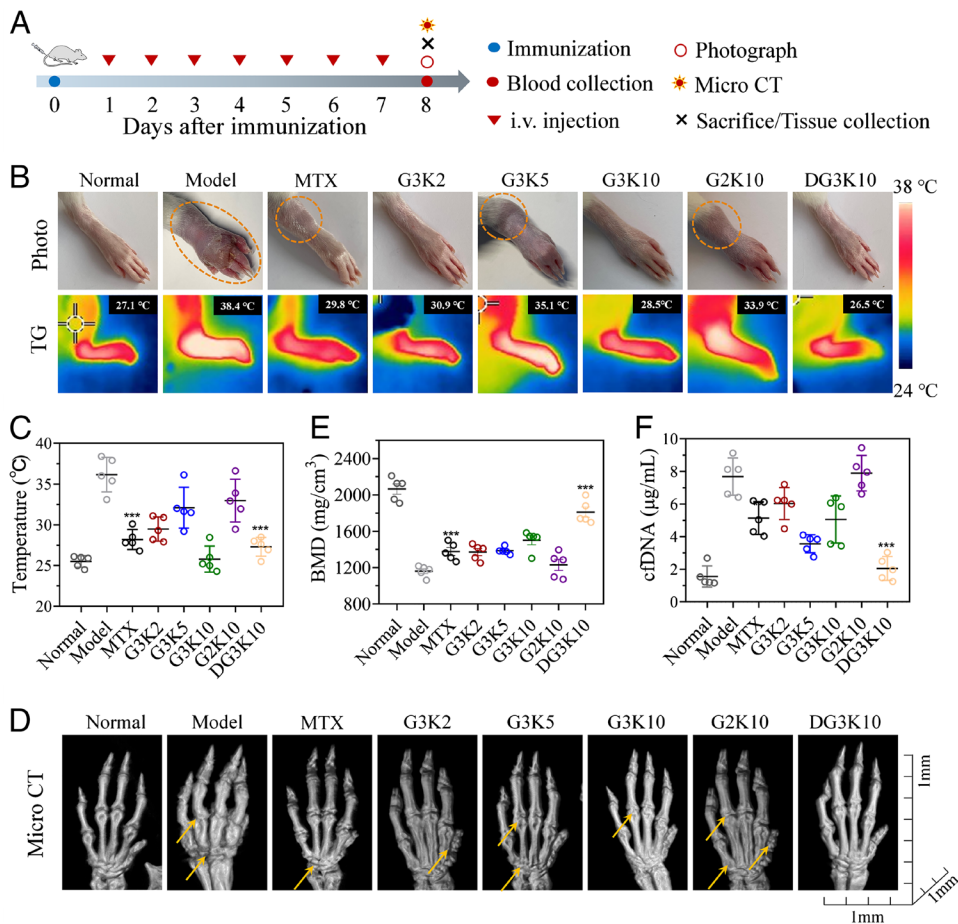 A
0 1 2 3 4 5 6 7 8
Days after immunization
Immunization
Blood collection
i.v. injection
Photograph
Micro CT
Sacrifice/Tissue collection
B
Normal Model MTX G3K2 G3K5 G3K10 G2K10 DG3K10
Photo
TG
27.1 °C 38.4 °C 29.8 °C 30.9 °C 35.1 °C 28.5°C 33.9 °C 26.5 °C
38 °C
24 °C
C
Temperature (°C)
40
35
30
25
20
*** ***
Normal Model MTX G3K2 G3K5 G3K10 G2K10 DG3K10
E
BMD (mg/cm³)
2400
2000
1600
1200
800
*** ***
Normal Model MTX G3K2 G3K5 G3K10 G2K10 DG3K10
F
cfDNA (μg/mL)
10
8
6
4
2
0
***
Normal Model MTX G3K2 G3K5 G3K10 G2K10 DG3K10
D
Normal Model MTX G3K2 G3K5 G3K10 G2K10 DG3K10
Micro CT
1mm
1mm
1mm